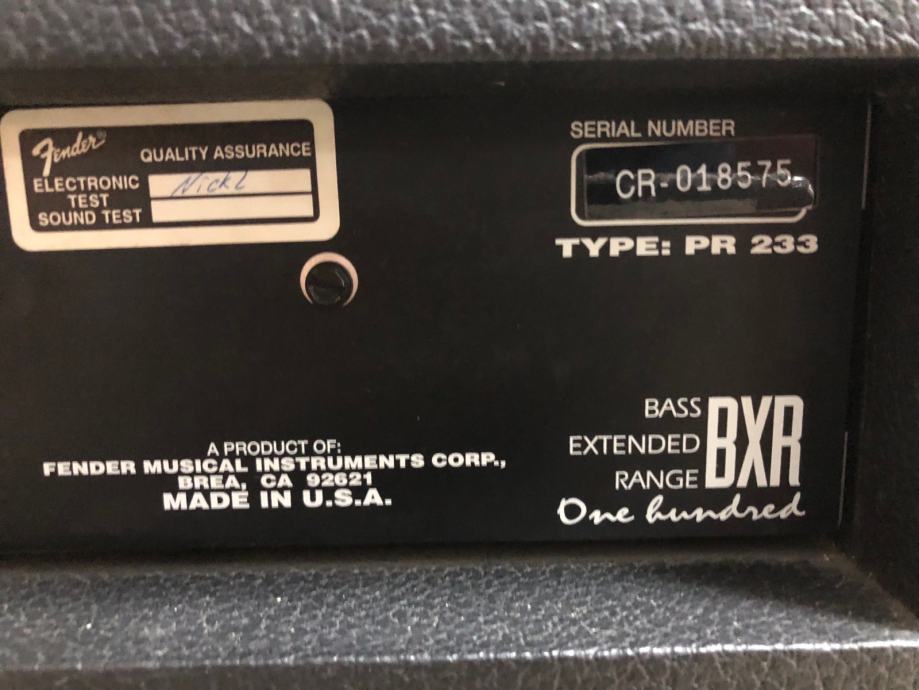 Fender®
QUALITY ASSURANCE
ELECTRONIC
TEST
SOUND TEST
SERIAL NUMBER
CR-018575
TYPE: PR 233
A PRODUCT OF:
FENDER MUSICAL INSTRUMENTS CORP.,
BREA, CA 92621
MADE IN U.S.A.
BASS
EXTENDED
RANGE
BXR
One hundred